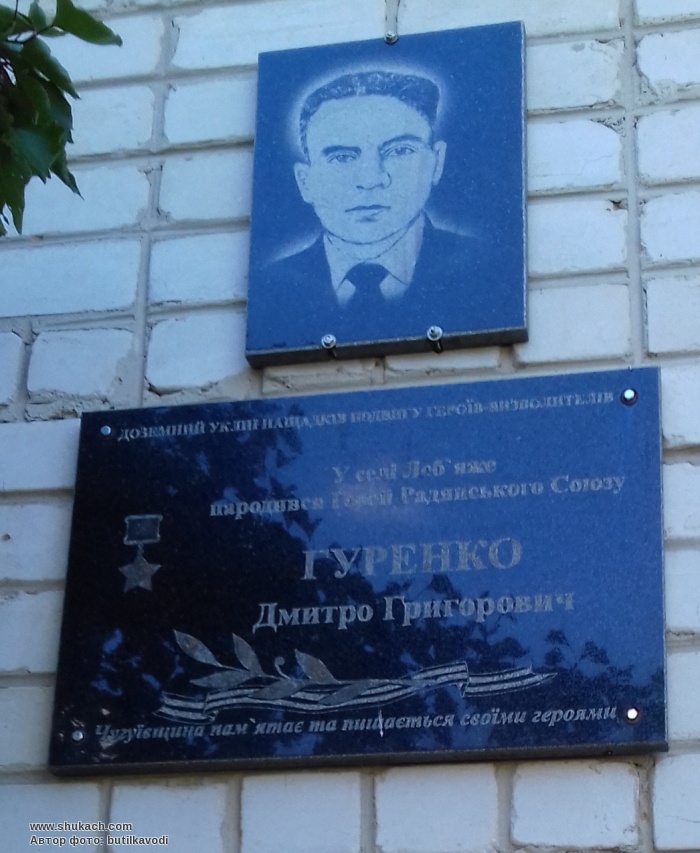 ДОЗЕМНИЙ УКЛІН НАЩАДКІВ ПОДВИГУ ГЕРОЇВ-ВИЗВОЛИТЕЛІВ
У селі Леб`яже
народився Герой Радянського Союзу
ГУРЕНКО
Дмитро Григорович
Чугуївщина пам`ятає та пишається своїми героями
www.shukach.com
Автор фото: butilkavodi